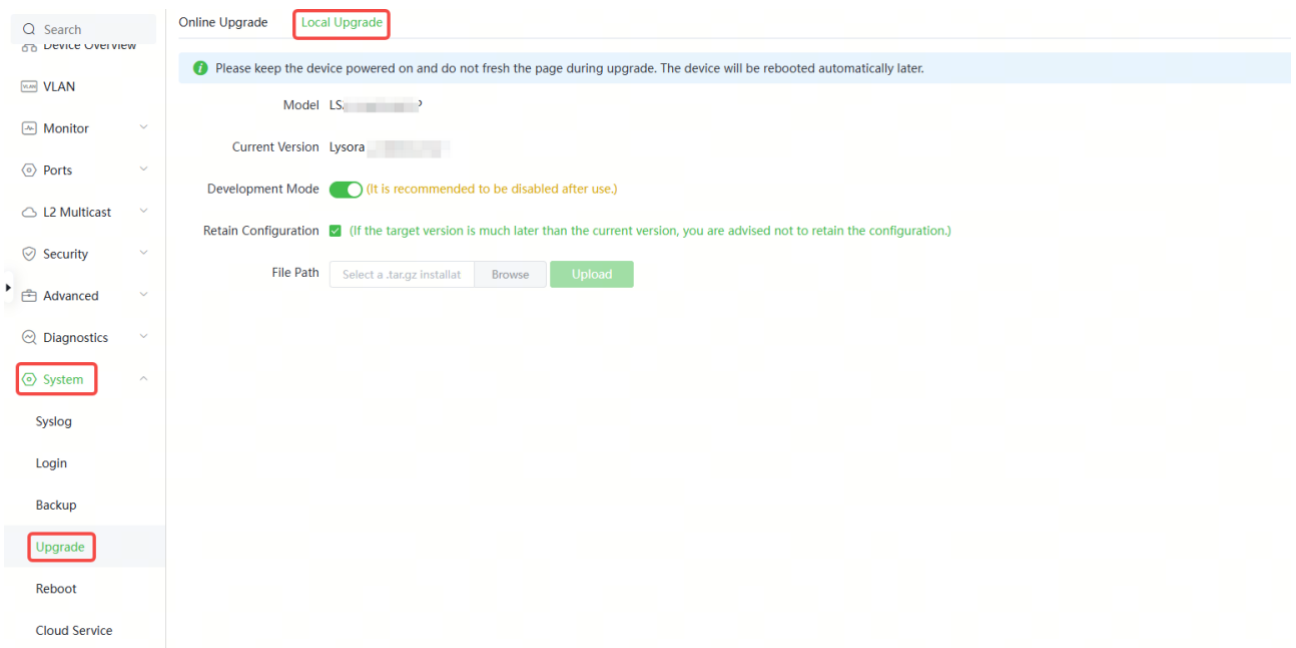 Search
Device Overview
VLAN
Monitor
Ports
L2 Multicast
Security
Advanced
Diagnostics
System
Syslog
Login
Backup
Upgrade
Reboot
Cloud Service
Online Upgrade Local Upgrade
Please keep the device powered on and do not fresh the page during upgrade. The device will be rebooted automatically later.
Model LS
Current Version Lysora
Development Mode (It is recommended to be disabled after use.)
Retain Configuration (If the target version is much later than the current version, you are advised not to retain the configuration.)
File Path Select a .tar.gz installat Browse Upload